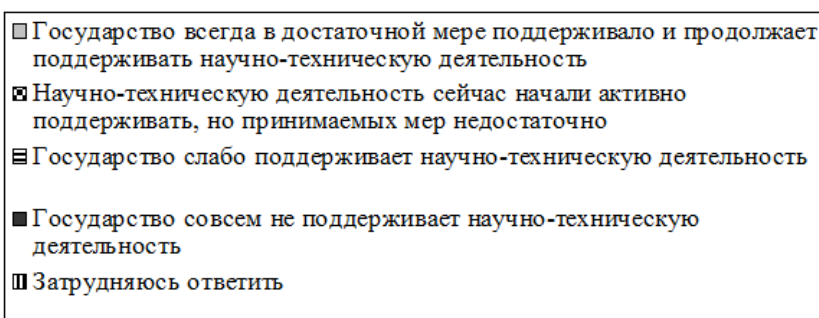 Государство всегда в достаточной мере поддерживало и продолжает
поддерживать научно-техническую деятельность
Научно-техническую деятельность сейчас начали активно
поддерживать, но принимаемых мер недостаточно
Государство слабо поддерживает научно-техническую деятельность
Государство совсем не поддерживает научно-техническую
деятельность
Затрудняюсь ответить